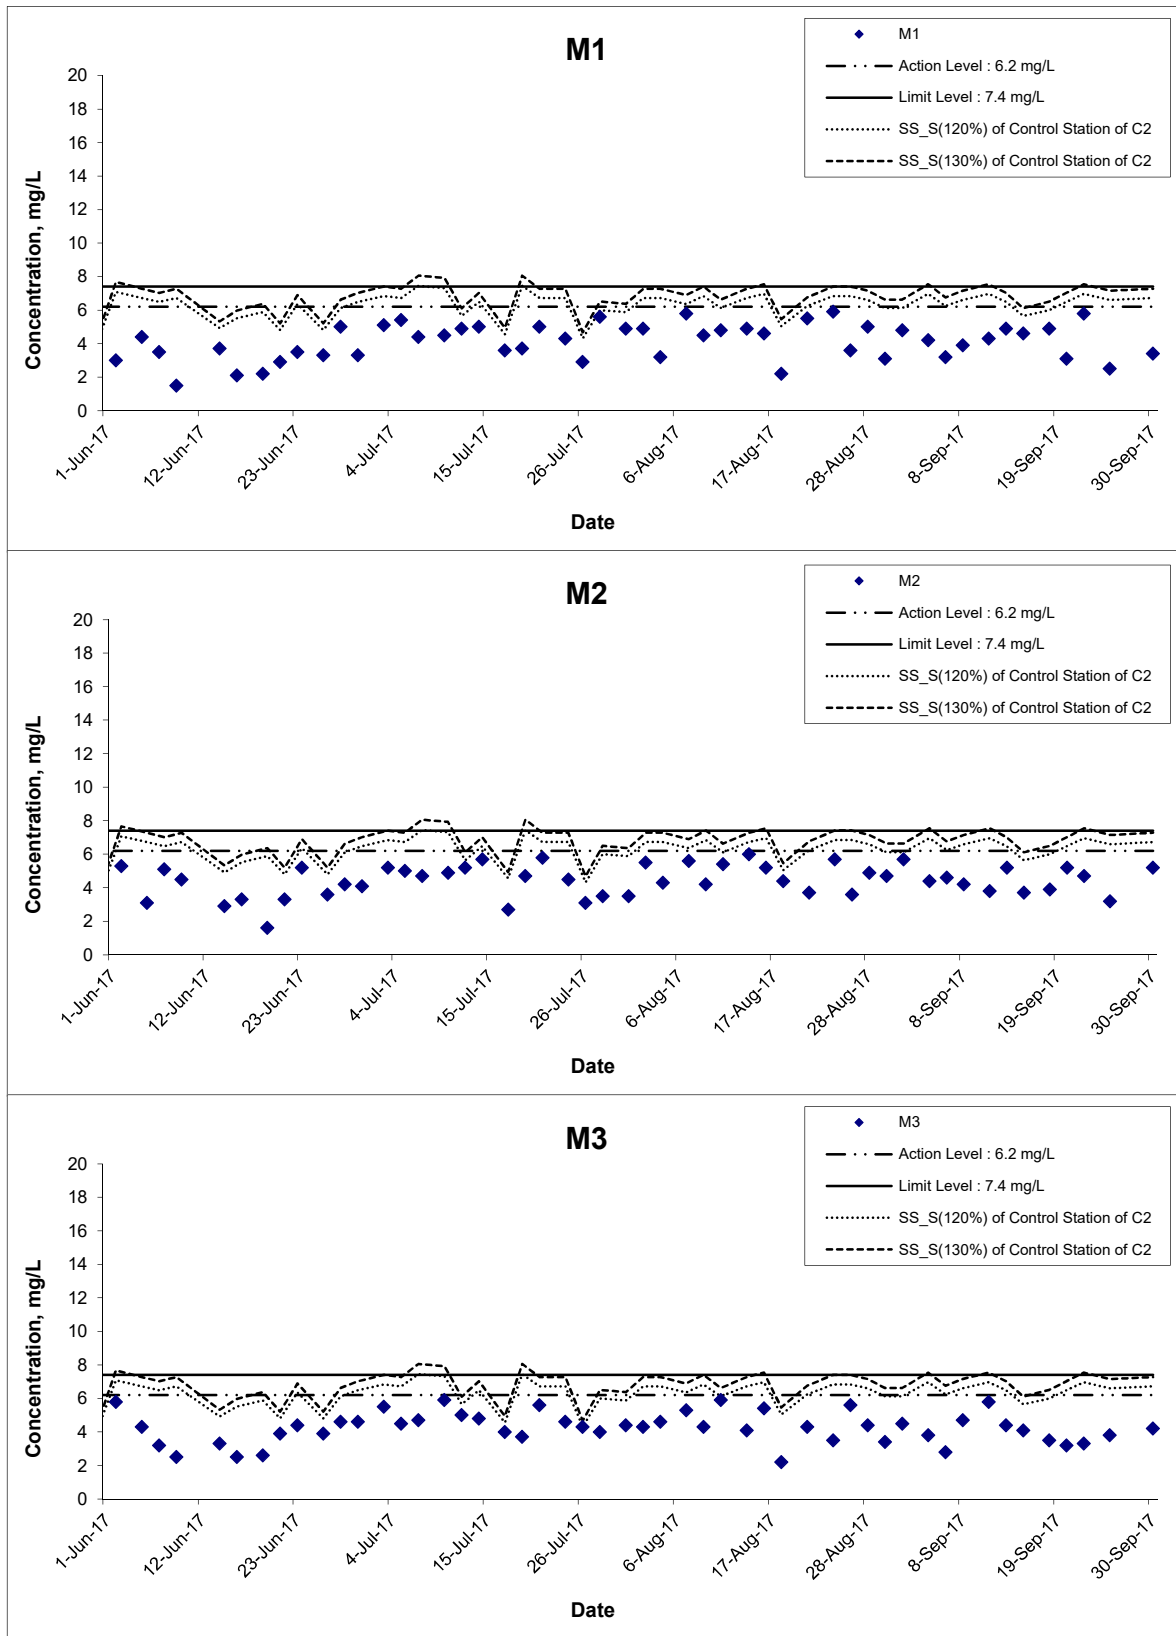 M1
M1
Action Level : 6.2 mg/L
Limit Level : 7.4 mg/L
SS_S(120%) of Control Station of C2
SS_S(130%) of Control Station of C2
Concentration, mg/L
20
18
16
14
12
10
8
6
4
2
0
1-Jun-17
12-Jun-17
23-Jun-17
4-Jul-17
15-Jul-17
26-Jul-17
6-Aug-17
17-Aug-17
28-Aug-17
8-Sep-17
19-Sep-17
30-Sep-17
Date
M2
M2
Action Level : 6.2 mg/L
Limit Level : 7.4 mg/L
SS_S(120%) of Control Station of C2
SS_S(130%) of Control Station of C2
Concentration, mg/L
20
18
16
14
12
10
8
6
4
2
0
1-Jun-17
12-Jun-17
23-Jun-17
4-Jul-17
15-Jul-17
26-Jul-17
6-Aug-17
17-Aug-17
28-Aug-17
8-Sep-17
19-Sep-17
30-Sep-17
Date
M3
M3
Action Level : 6.2 mg/L
Limit Level : 7.4 mg/L
SS_S(120%) of Control Station of C2
SS_S(130%) of Control Station of C2
Concentration, mg/L
20
18
16
14
12
10
8
6
4
2
0
1-Jun-17
12-Jun-17
23-Jun-17
4-Jul-17
15-Jul-17
26-Jul-17
6-Aug-17
17-Aug-17
28-Aug-17
8-Sep-17
19-Sep-17
30-Sep-17
Date